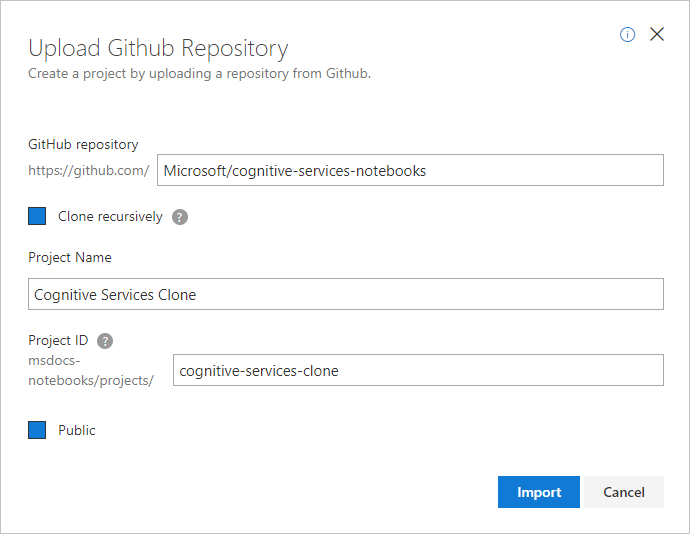 Upload Github Repository
Create a project by uploading a repository from Github.
GitHub repository
https://github.com/ Microsoft/cognitive-services-notebooks
Clone recursively ?
Project Name
Cognitive Services Clone
Project ID ?
msdocs-
notebooks/projects/ cognitive-services-clone
Public
Import Cancel